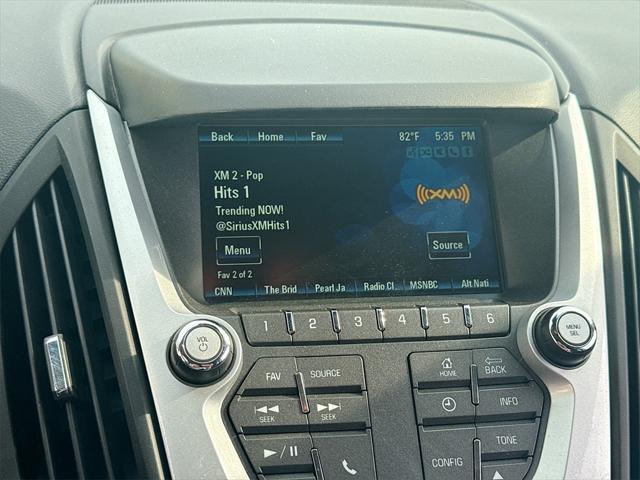 Back Home Fav 82°F 5:35 PM
XM 2 - Pop
Hits 1
Trending NOW!
@SiriusXMHits1
((XM))
Menu
Source
Fav 2 of 2
CNN The Brid Pearl Ja Radio Cl MSNBC Alt Nati
1 2 3 4 5 6
VOL
MENU
SEL
FAV SOURCE
HOME BACK
SEEK SEEK
INFO
TONE
CONFIG